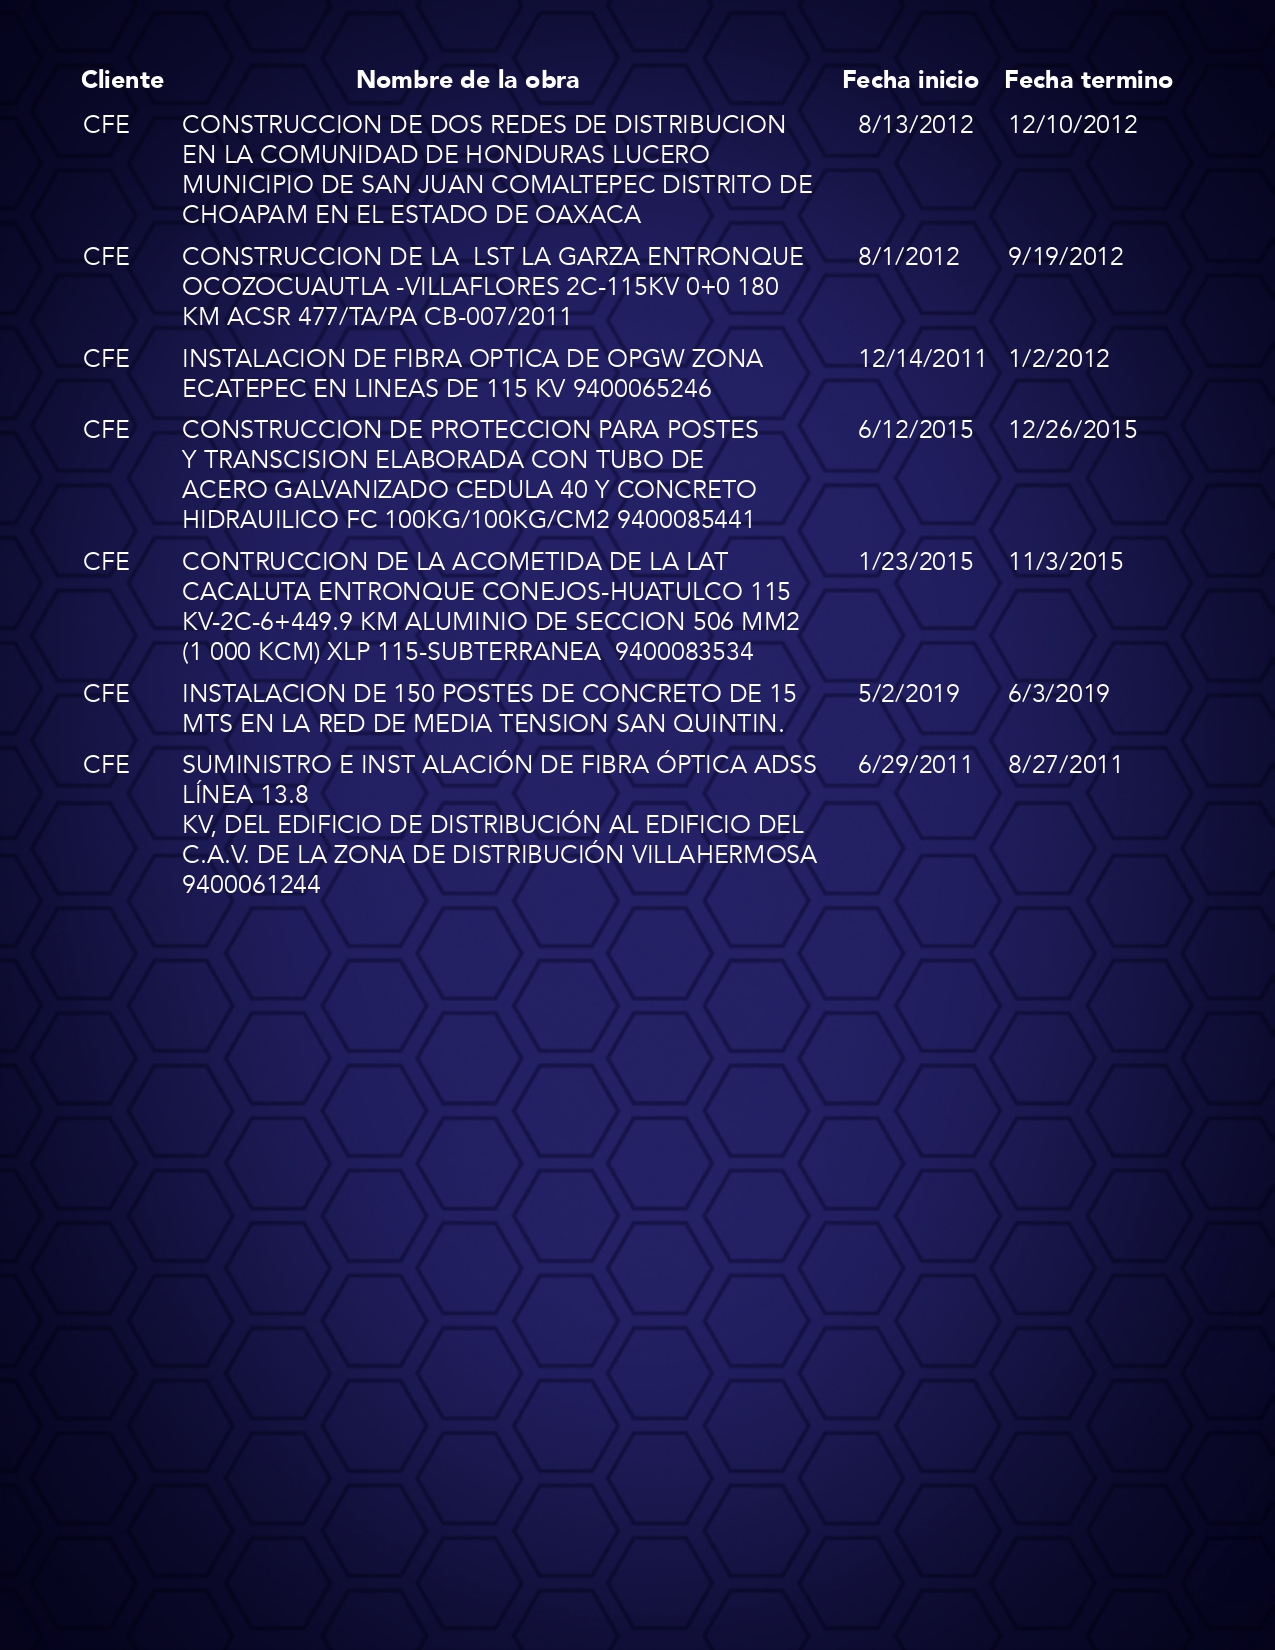 Cliente Nombre de la obra Fecha inicio Fecha termino
CFE CONSTRUCCION DE DOS REDES DE DISTRIBUCION 8/13/2012 12/10/2012
EN LA COMUNIDAD DE HONDURAS LUCERO
MUNICIPIO DE SAN JUAN COMALTEPEC DISTRITO DE
CHOAPAM EN EL ESTADO DE OAXACA
CFE CONSTRUCCION DE LA  LST LA GARZA ENTRONQUE 8/1/2012 9/19/2012
OCOZOCUAUTLA -VILLAFLORES 2C-115KV 0+0 180
KM ACSR 477/TA/PA CB-007/2011
CFE INSTALACION DE FIBRA OPTICA DE OPGW ZONA 12/14/2011 1/2/2012
ECATEPEC EN LINEAS DE 115 KV 9400065246
CFE CONSTRUCCION DE PROTECCION PARA POSTES 6/12/2015 12/26/2015
Y TRANSCISION ELABORADA CON TUBO DE
ACERO GALVANIZADO CEDULA 40 Y CONCRETO
HIDRAUILICO FC 100KG/100KG/CM2 9400085441
CFE CONTRUCCION DE LA ACOMETIDA DE LA LAT 1/23/2015 11/3/2015
CACALUTA ENTRONQUE CONEJOS-HUATULCO 115
KV-2C-6+449.9 KM ALUMINIO DE SECCION 506 MM2
(1 000 KCM) XLP 115-SUBTERRANEA  9400083534
CFE INSTALACION DE 150 POSTES DE CONCRETO DE 15 5/2/2019 6/3/2019
MTS EN LA RED DE MEDIA TENSION SAN QUINTIN.
CFE SUMINISTRO E INST ALACIÓN DE FIBRA ÓPTICA ADSS 6/29/2011 8/27/2011
LÍNEA 13.8
KV, DEL EDIFICIO DE DISTRIBUCIÓN AL EDIFICIO DEL
C.A.V. DE LA ZONA DE DISTRIBUCIÓN VILLAHERMOSA
9400061244